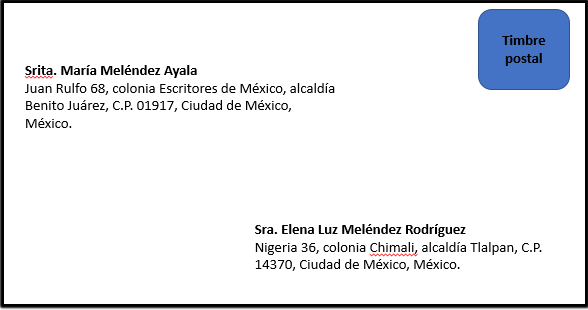 Timbre
postal
Srita. María Meléndez Ayala
Juan Rulfo 68, colonia Escritores de México, alcaldía
Benito Juárez, C.P. 01917, Ciudad de México,
México.
Sra. Elena Luz Meléndez Rodríguez
Nigeria 36, colonia Chimali, alcaldía Tlalpan, C.P.
14370, Ciudad de México, México.